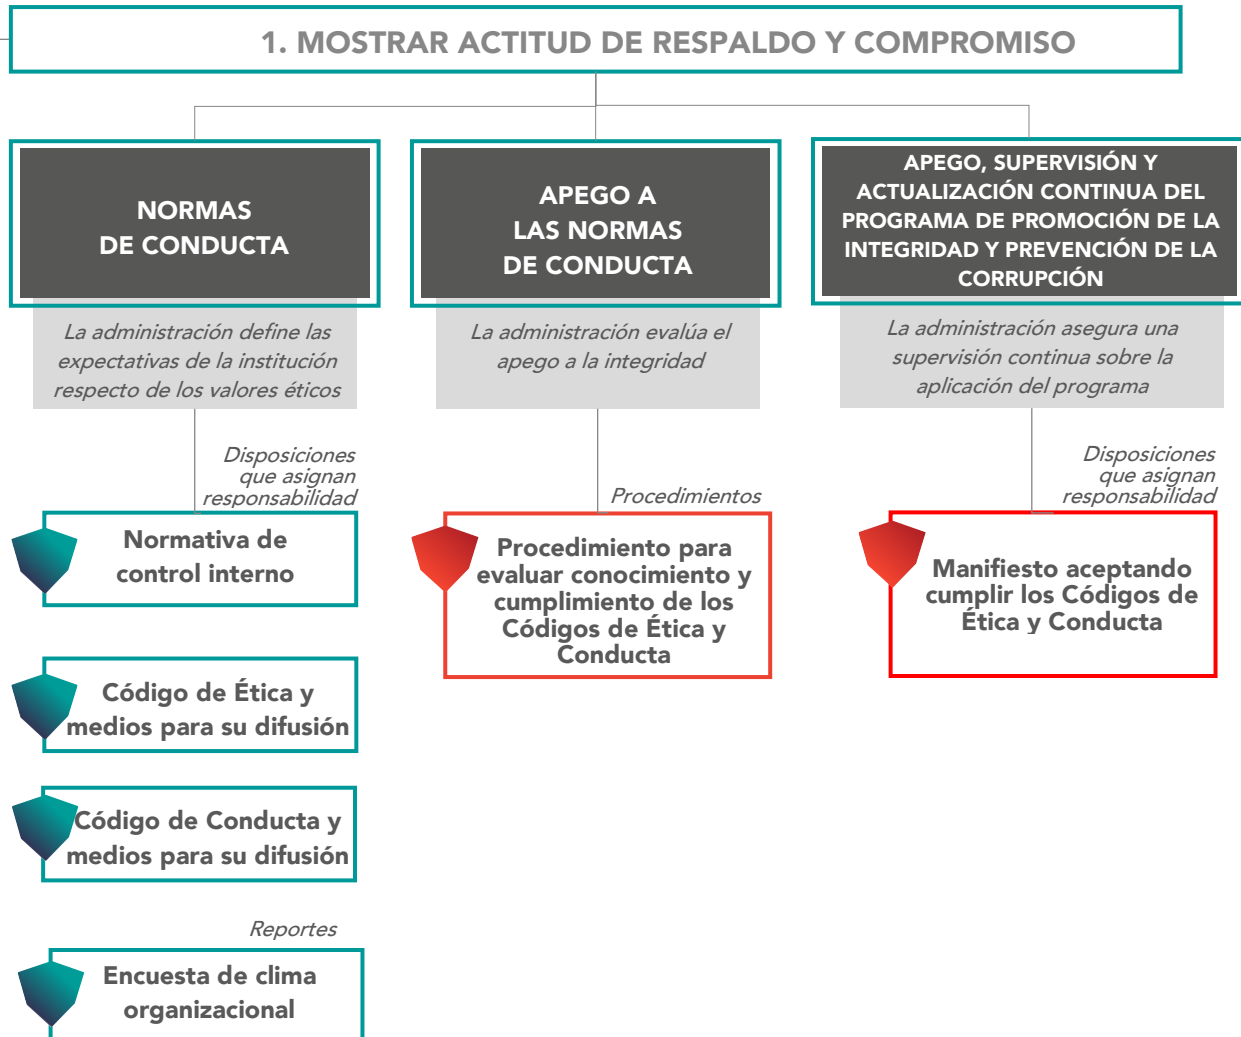 1. MOSTRAR ACTITUD DE RESPALDO Y COMPROMISO
NORMAS
DE CONDUCTA
La administración define las
expectativas de la institución
respecto de los valores éticos
Disposiciones
que asignan
responsabilidad
Normativa de
control interno
Código de Ética y
medios para su difusión
Código de Conducta y
medios para su difusión
Reportes
Encuesta de clima
organizacional
APEGO A
LAS NORMAS
DE CONDUCTA
La administración evalúa el
apego a la integridad
Procedimientos
Procedimiento para
evaluar conocimiento y
cumplimiento de los
Códigos de Ética y
Conducta
APEGO, SUPERVISIÓN Y
ACTUALIZACIÓN CONTINUA DEL
PROGRAMA DE PROMOCIÓN DE LA
INTEGRIDAD Y PREVENCIÓN DE LA
CORRUPCIÓN
La administración asegura una
supervisión continua sobre la
aplicación del programa
Disposiciones
que asignan
responsabilidad
Manifiesto aceptando
cumplir los Códigos de
Ética y Conducta